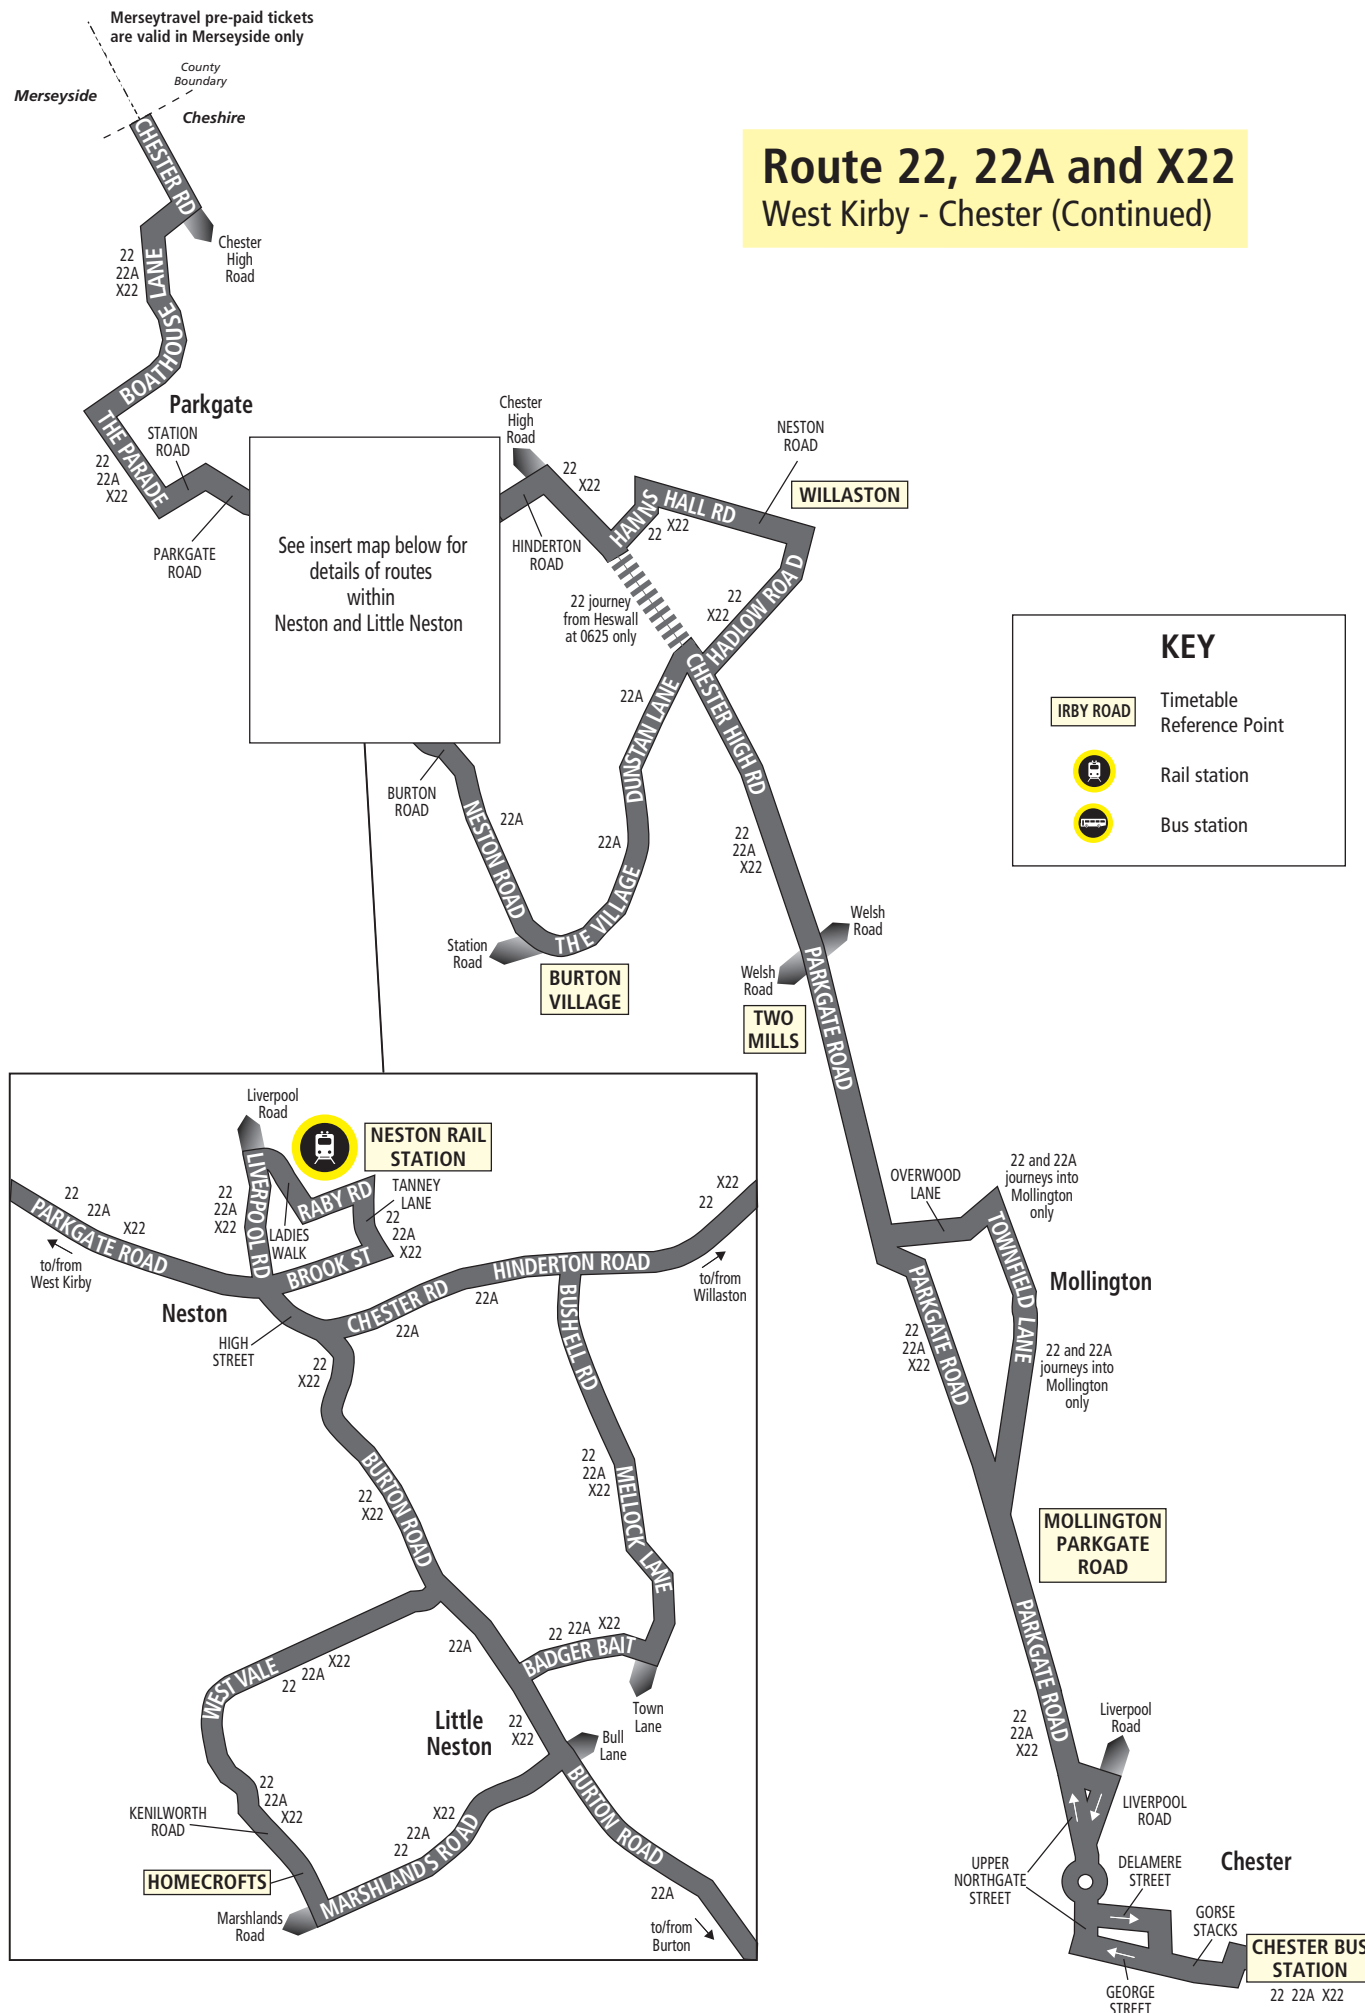 Merseytravel pre-paid tickets
are valid in Merseyside only
County
Boundary
Merseyside
Cheshire
CHESTER RD
Chester
High
Road
22
22A
X22
BOATHOUSE LANE
Route 22, 22A and X22
West Kirby - Chester (Continued)
Parkgate
THE PARADE
22
22A
X22
STATION
ROAD
PARKGATE
ROAD
See insert map below for
details of routes
within
Neston and Little Neston
Chester
High
Road
22
X22
HINDERTON
ROAD
HANNS HALL RD
22
X22
NESTON
ROAD
WILLASTON
22 journey
from Heswall
at 0625 only
22
X22
HADLOW ROAD
22A
DUNSTAN LANE
CHESTER HIGH RD
BURTON
ROAD
NESTON ROAD
22A
22A
22
22A
X22
THE VILLAGE
Station
Road
BURTON
VILLAGE
Welsh
Road
Welsh
Road
TWO
MILLS
PARKGATE ROAD
KEY
IRBY ROAD
Timetable
Reference Point
Rail station
Bus station
Liverpool
Road
NESTON RAIL
STATION
LIVERPOOL RD
22
22A
X22
LADIES
WALK
RABY RD
TANNEY
LANE
22
22A
X22
BROOK ST
22
22A
X22
PARKGATE ROAD
to/from
West Kirby
Neston
HIGH
STREET
CHESTER RD
22A
HINDERTON ROAD
22A
X22
22
to/from
Willaston
22
X22
BUSHELL RD
22
22A
X22
MELLOCK LANE
BURTON ROAD
22
X22
22A
22 22A X22
BADGER BAIT
Town
Lane
WEST VALE
22 22A X22
Little
Neston
22
X22
Bull
Lane
22
22A
X22
KENILWORTH
ROAD
HOMECROFTS
Marshlands
Road
MARSHLANDS ROAD
22
22A
X22
BURTON ROAD
22A
to/from
Burton
OVERWOOD
LANE
22 and 22A
journeys into
Mollington
only
TOWNFIELD LANE
Mollington
PARKGATE ROAD
22
22A
X22
22 and 22A
journeys into
Mollington
only
MOLLINGTON
PARKGATE
ROAD
PARKGATE ROAD
22
22A
X22
Liverpool
Road
LIVERPOOL
ROAD
UPPER
NORTHGATE
STREET
DELAMERE
STREET
Chester
GORSE
STACKS
CHESTER BUS
STATION
22 22A X22
GEORGE
STREET